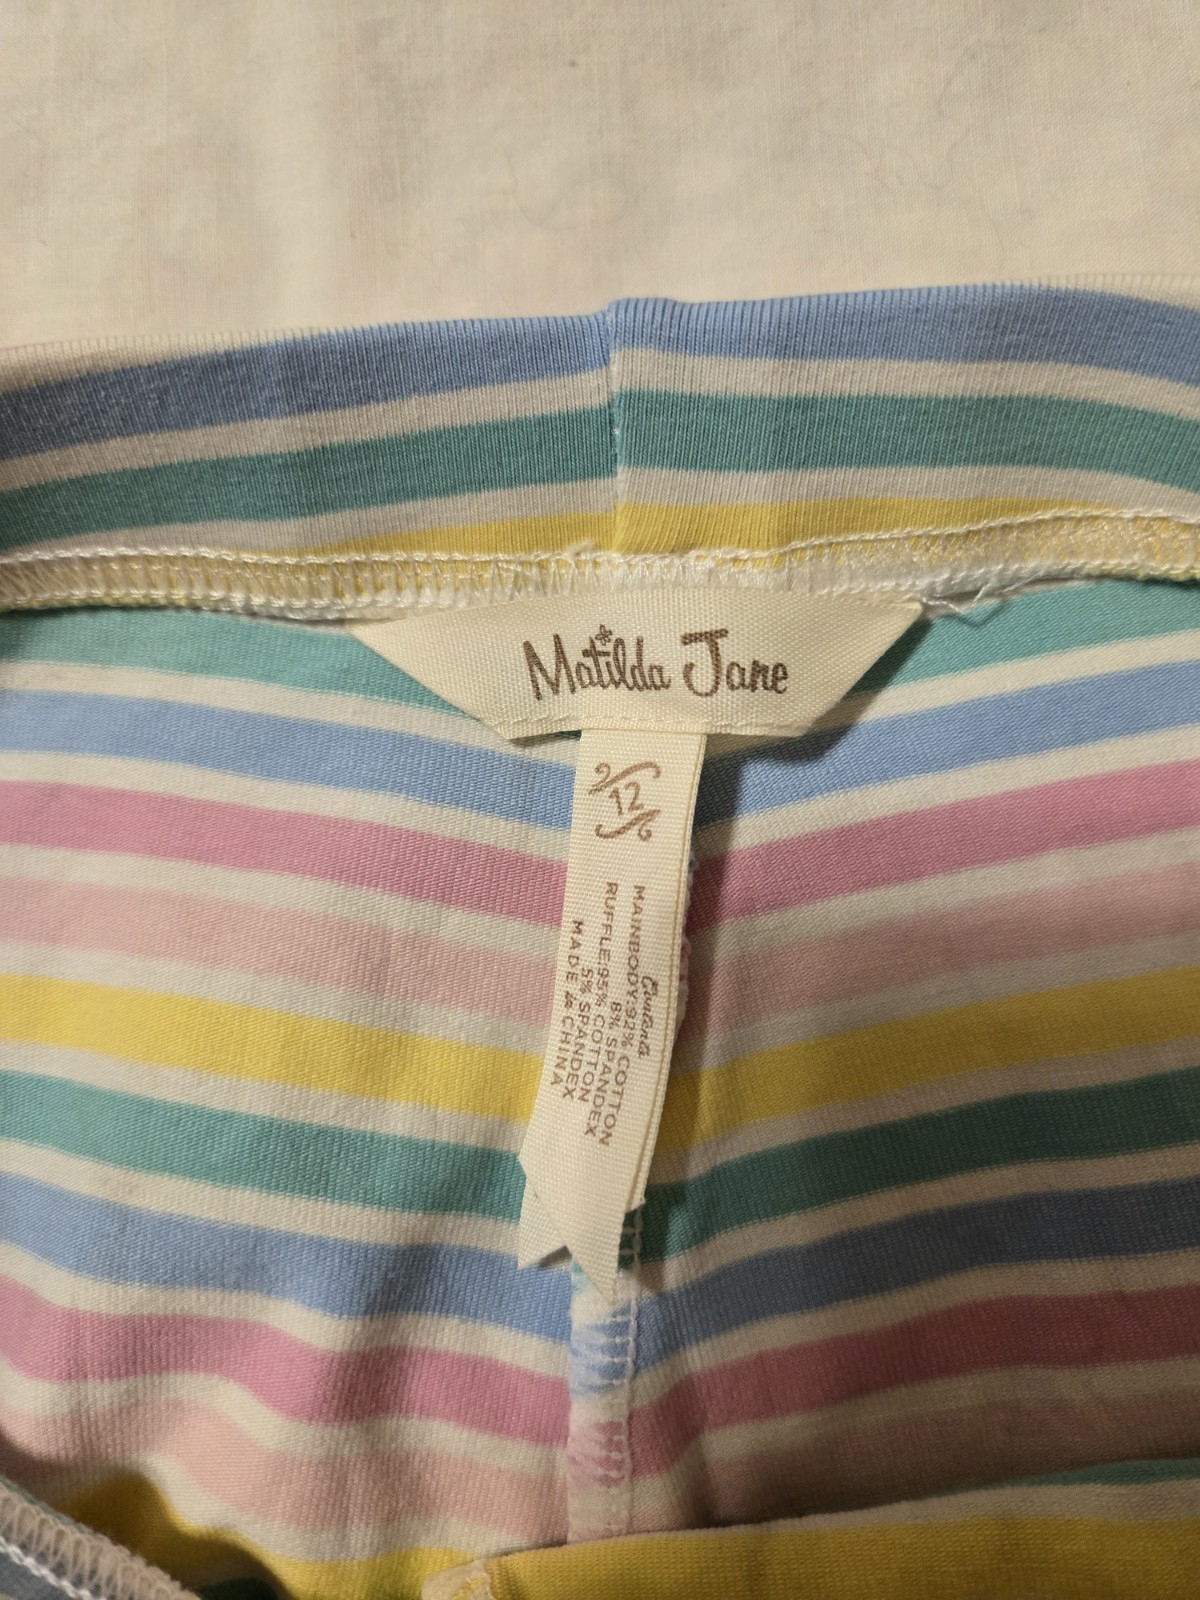 Matilda Jane
12
Contents
MAINBODY:92% COTTON
8% SPANDEX
RUFFLE:95% COTTON
5% SPANDEX
MADE in CHINA